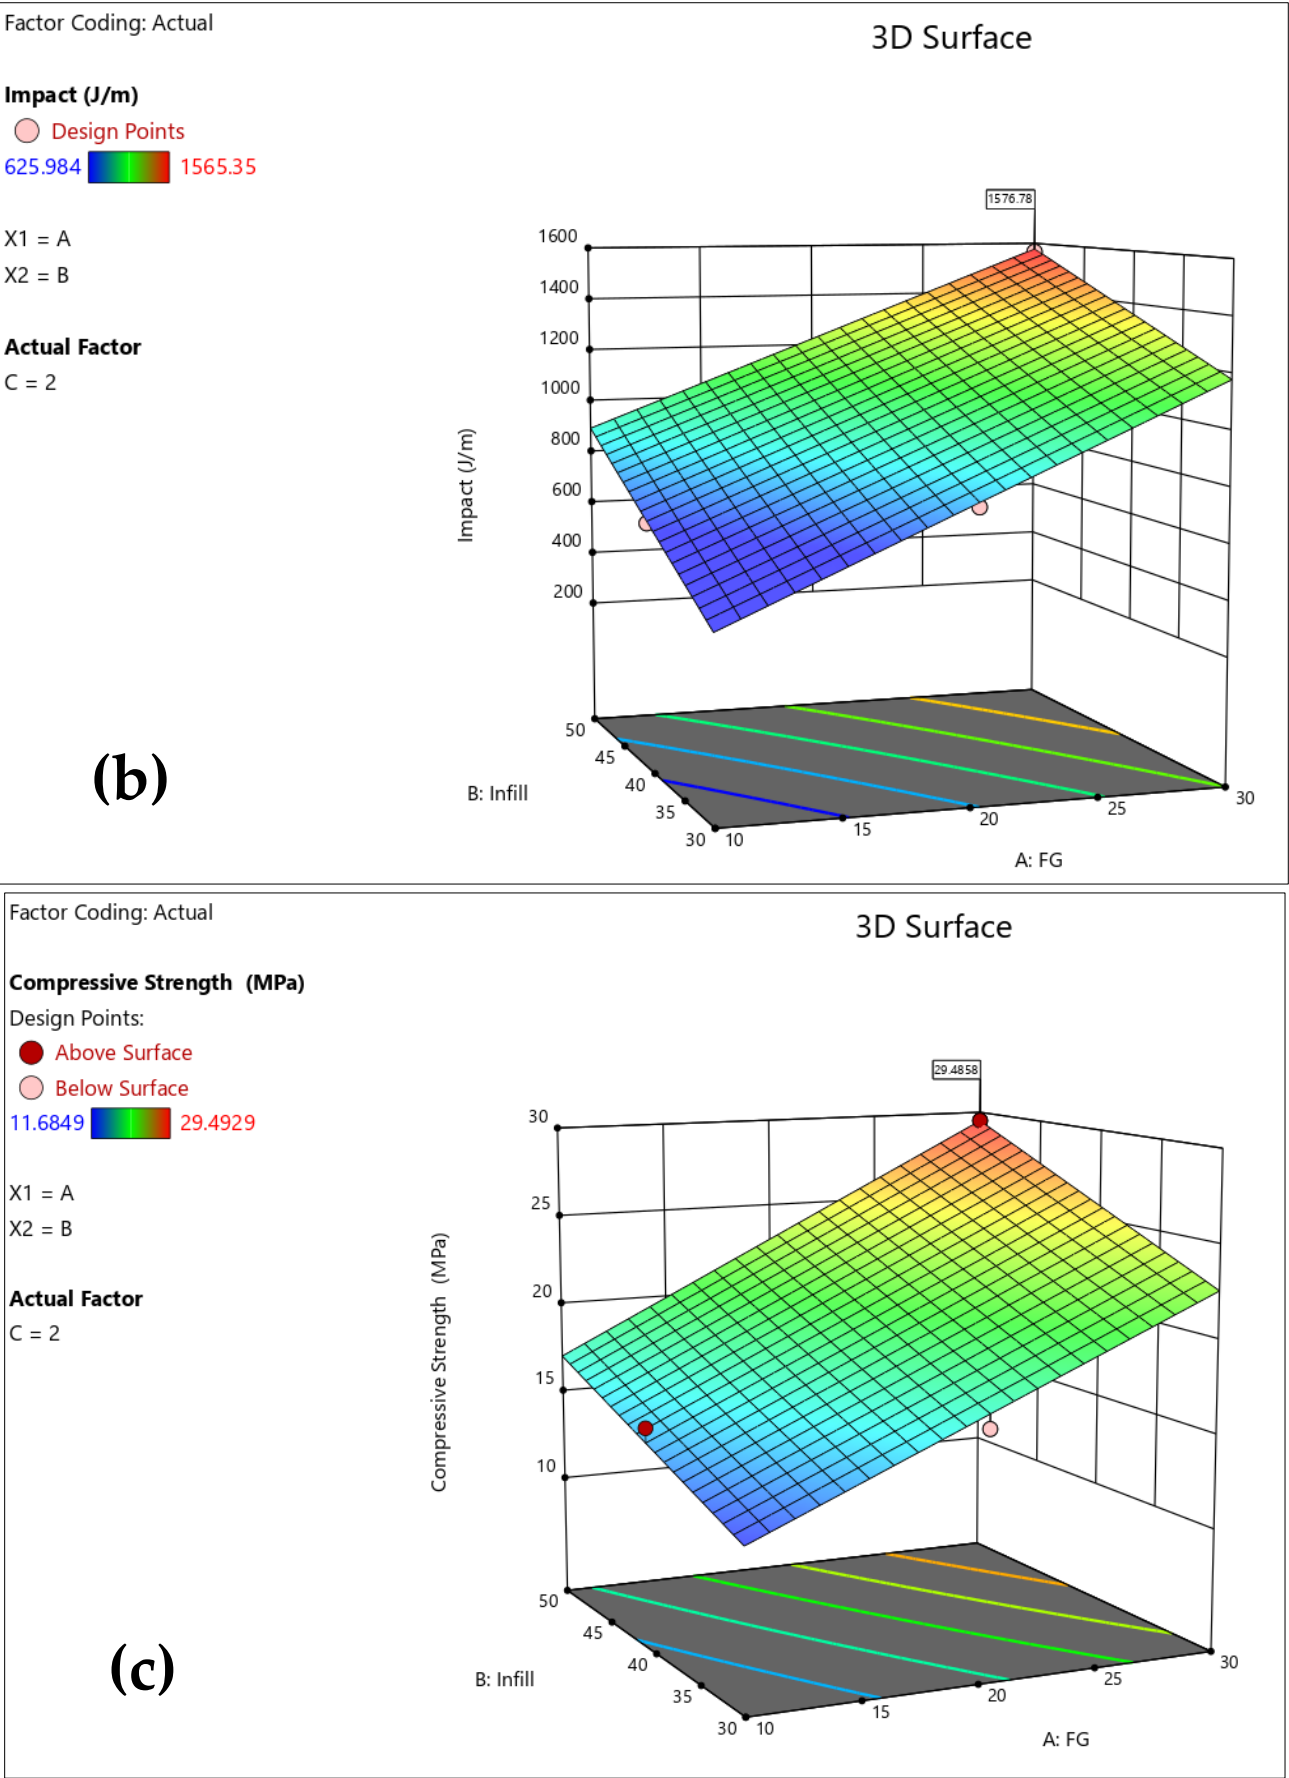 Factor Coding: Actual
3D Surface
Impact (J/m)
Design Points
625.984 1565.35
X1 = A
X2 = B
Actual Factor
C = 2
1576.78
1600
1400
1200
1000
800
600
400
200
Impact (J/m)
50
45
40
35
30
B: Infill
10
15
20
25
30
A: FG
(b)
Factor Coding: Actual
3D Surface
Compressive Strength (MPa)
Design Points:
Above Surface
Below Surface
11.6849 29.4929
X1 = A
X2 = B
Actual Factor
C = 2
29.4858
30
25
20
15
10
Compressive Strength (MPa)
50
45
40
35
30
B: Infill
10
15
20
25
30
A: FG
(c)